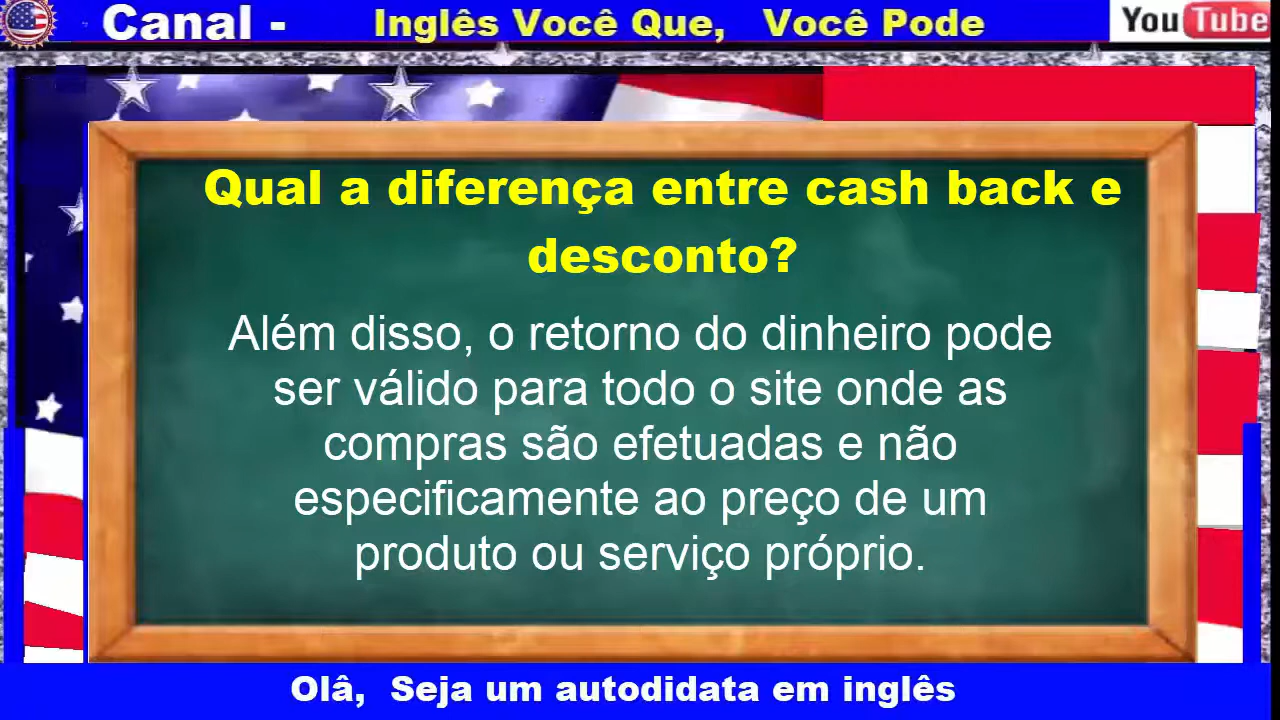 Canal - Inglês Você Que, Você Pode YouTube
Qual a diferença entre cash back e
desconto?
Além disso, o retorno do dinheiro pode
ser válido para todo o site onde as
compras são efetuadas e não
especificamente ao preço de um
produto ou serviço próprio.
Olâ, Seja um autodidata em inglês